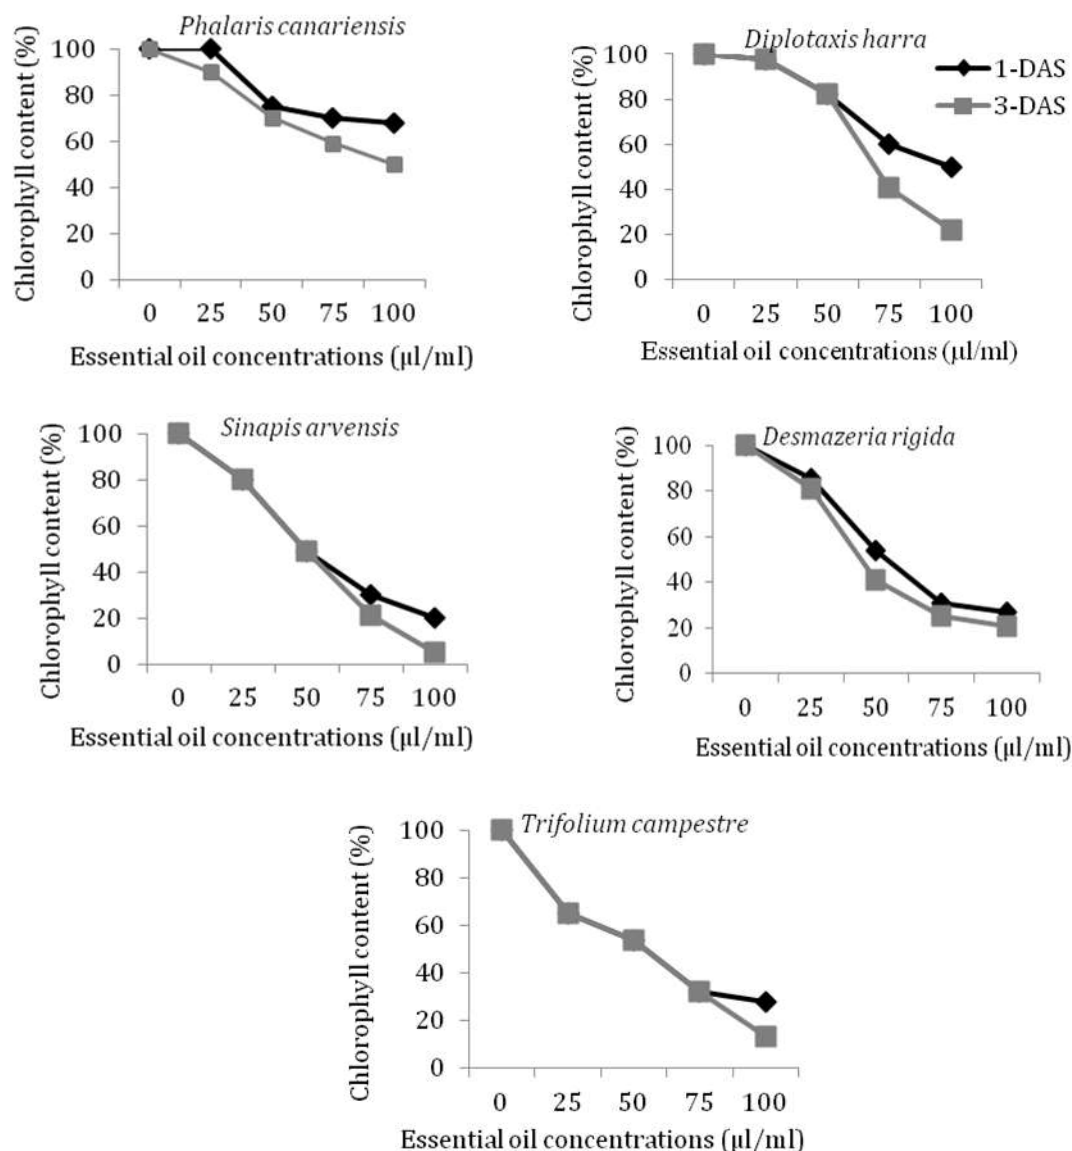 Phalaris canariensis
Chlorophyll content (%)
100
80
60
40
20
0
0 25 50 75 100
Essential oil concentrations (µl/ml)
Diplotaxis harra
Chlorophyll content (%)
100
80
60
40
20
0
0 25 50 75 100
Essential oil concentrations (µl/ml)
1-DAS
3-DAS
Sinapis arvensis
Chlorophyll content (%)
100
80
60
40
20
0
0 25 50 75 100
Essential oil concentrations (µl/ml)
Desmazeria rigida
Chlorophyll content (%)
100
80
60
40
20
0
0 25 50 75 100
Essential oil concentrations (µl/ml)
Trifolium campestre
Chlorophyll content (%)
100
80
60
40
20
0
0 25 50 75 100
Essential oil concentrations (µl/ml)